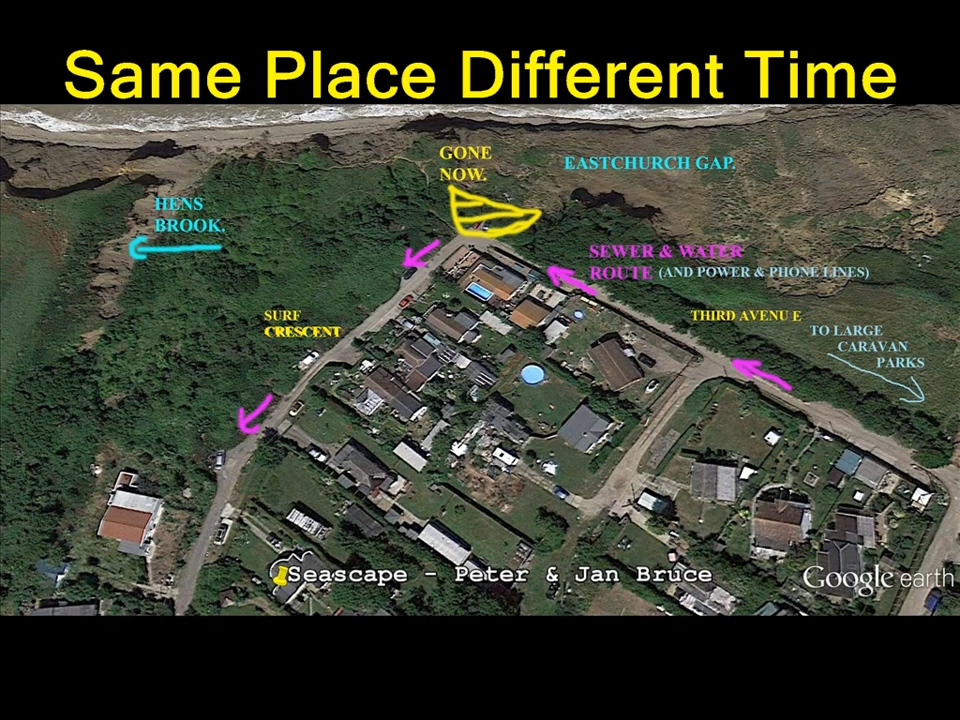 Same Place Different Time
GONE
NOW.
EASTCHURCH GAP.
HENS
BROOK.
SEWER & WATER
ROUTE (AND POWER & PHONE LINES)
SURF
CRESCENT
THIRD AVENU E
TO LARGE
CARAVAN
PARKS
Seascape - Peter & Jan Bruce
Google earth